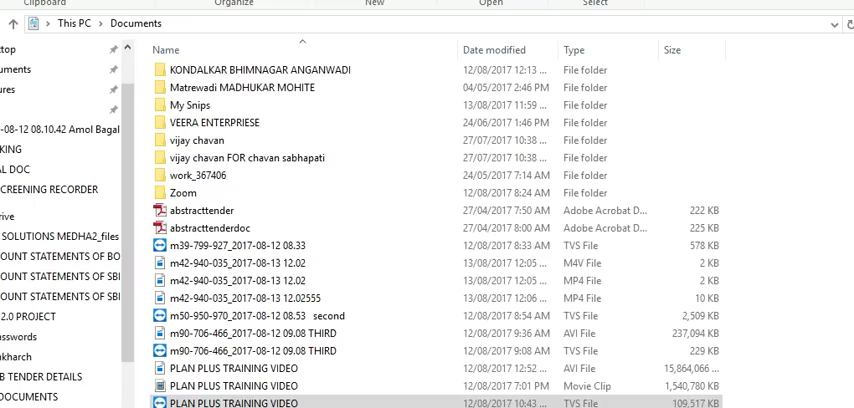 Clipboard Organize New Open Select
This PC > Documents
Name Date modified Type Size
ktop
uments
ures
-08-12 08.10.42 Amol Bagal
KING
AL DOC
SCREENING RECORDER
rive
SOLUTIONS MEDHA2_files
OUNT STATEMENTS OF BO
OUNT STATEMENTS OF SBI
OUNT STATEMENTS OF SBI
2.0 PROJECT
asswords
nkharch
B TENDER DETAILS
DOCUMENTS
KONDALKAR BHIMNAGAR ANGANWADI 12/08/2017 12:13 ... File folder
Matrewadi MADHUKAR MOHITE 04/05/2017 2:46 PM File folder
My Snips 13/08/2017 11:59 ... File folder
VEERA ENTERPRIESE 24/06/2017 1:46 PM File folder
vijay chavan 27/07/2017 10:38 ... File folder
vijay chavan FOR chavan sabhapati 27/07/2017 10:38 ... File folder
work_367406 24/05/2017 7:14 AM File folder
Zoom 12/08/2017 8:24 AM File folder
abstracttender 27/04/2017 7:50 AM Adobe Acrobat D... 222 KB
abstracttenderdoc 27/04/2017 8:00 AM Adobe Acrobat D... 225 KB
m39-799-927_2017-08-12 08.33 12/08/2017 8:33 AM TVS File 578 KB
m42-940-035_2017-08-13 12.02 13/08/2017 12:05 ... M4V File 2 KB
m42-940-035_2017-08-13 12.02 13/08/2017 12:05 ... MP4 File 2 KB
m42-940-035_2017-08-13 12.02555 13/08/2017 12:06 ... MP4 File 10 KB
m50-950-970_2017-08-12 08.53 second 12/08/2017 8:54 AM TVS File 2,509 KB
m90-706-466_2017-08-12 09.08 THIRD 12/08/2017 9:36 AM AVI File 237,094 KB
m90-706-466_2017-08-12 09.08 THIRD 12/08/2017 9:08 AM TVS File 229 KB
PLAN PLUS TRAINING VIDEO 12/08/2017 12:52 ... AVI File 15,864,066 ...
PLAN PLUS TRAINING VIDEO 12/08/2017 7:01 PM Movie Clip 1,540,780 KB
PLAN PLUS TRAINING VIDEO 12/08/2017 10:43 ... TVS File 109,517 KB